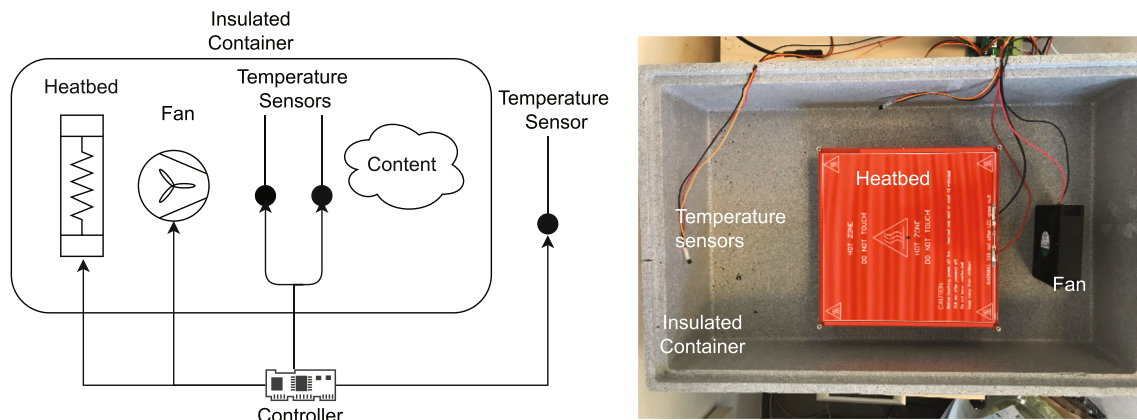 Insulated
Container
Heatbed
Fan
Temperature
Sensors
Content
Temperature
Sensor
Controller
Heatbed
HOT ZONE
DO NOT TOUCH!
HOT ZONE
DO NOT TOUCH!
CAUTION:
Temperature
sensors
Fan
Insulated
Container